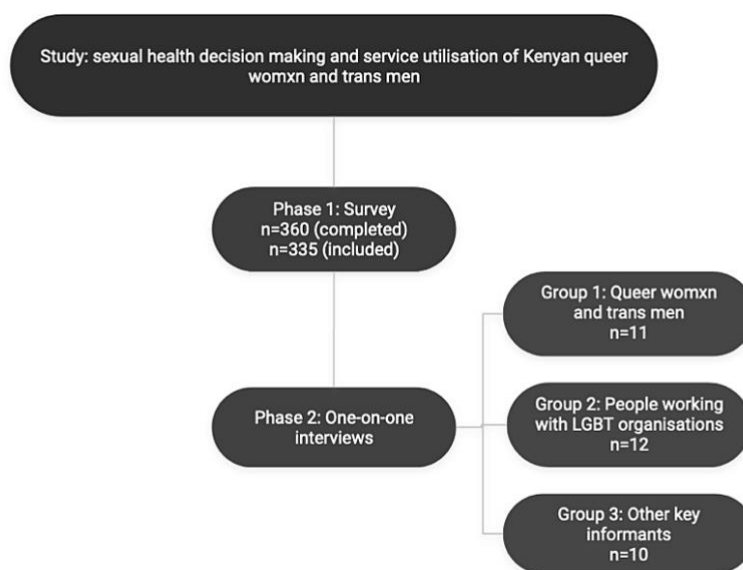 Study: sexual health decision making and service utilisation of Kenyan queer
womxn and trans men
Phase 1: Survey
n=360 (completed)
n=335 (included)
Group 1: Queer womxn
and trans men
n=11
Phase 2: One-on-one
interviews
Group 2: People working
with LGBT organisations
n=12
Group 3: Other key
informants
n=10